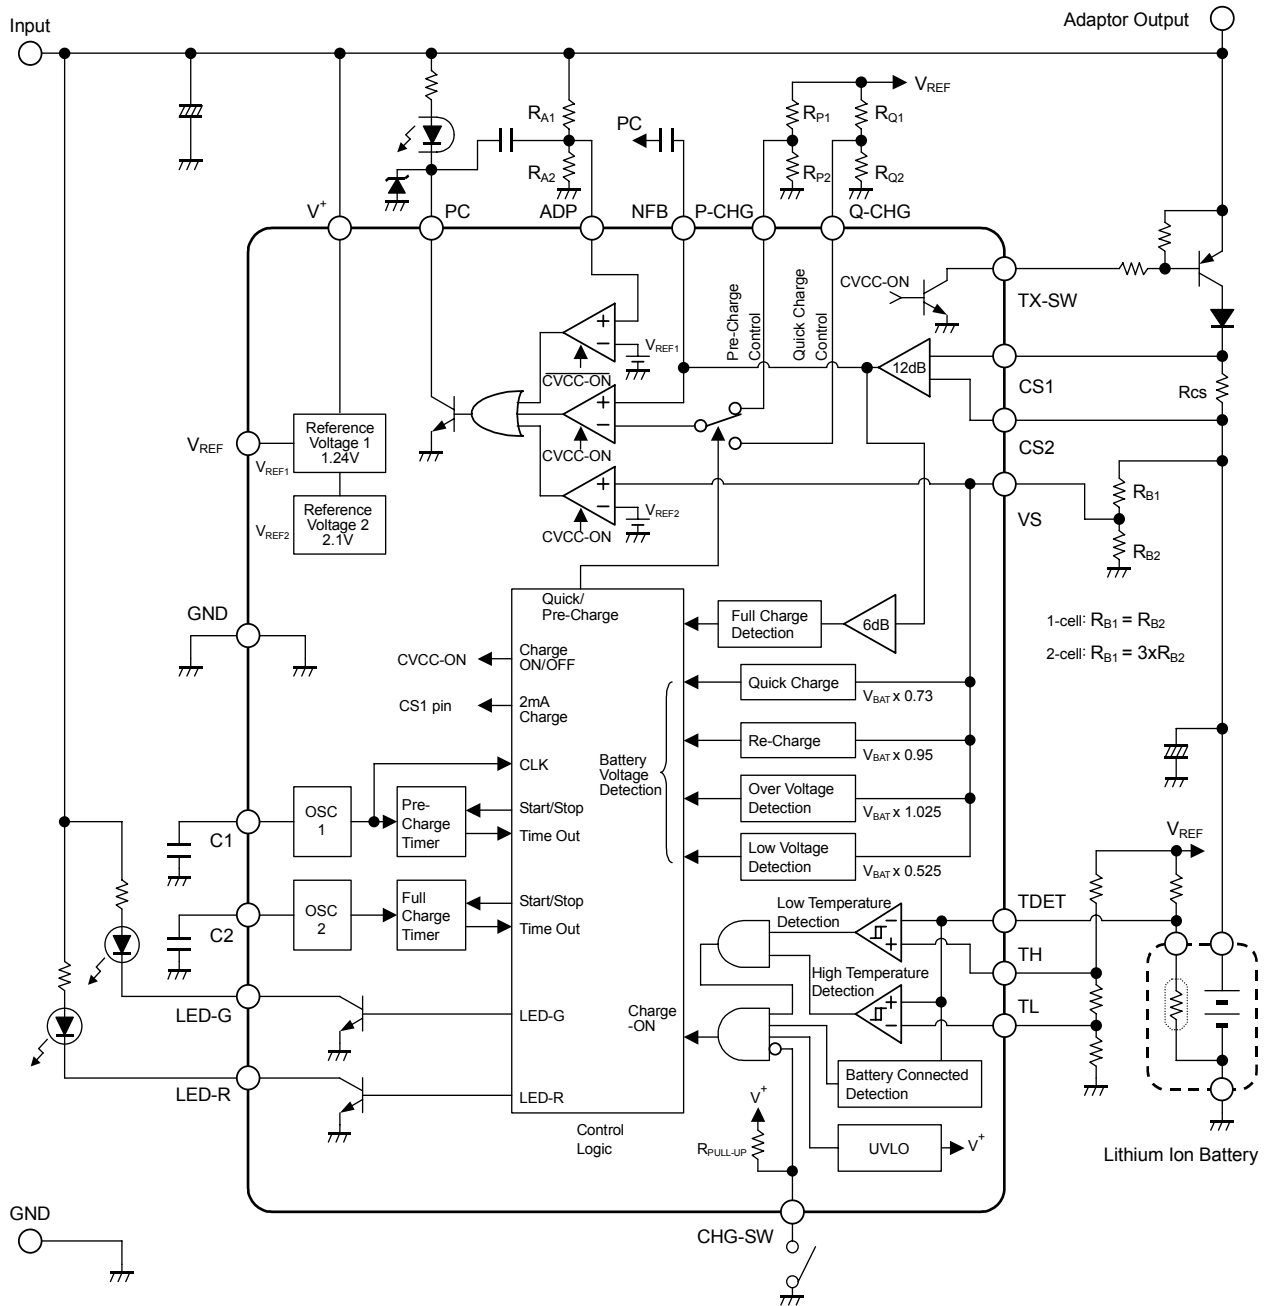 Input
Adaptor Output
VREF
RA1
RA2
PC
RP1
RP2
RQ1
RQ2
V+
PC
ADP
NFB
P-CHG
Q-CHG
CVCC-ON
TX-SW
Pre-Charge
Control
Quick Charge
Control
VREF1
CVCC-ON
12dB
CS1
Rcs
CS2
VREF
Reference
Voltage 1
1.24V
VREF1
CVCC-ON
Reference
Voltage 2
2.1V
VREF2
VREF2
CVCC-ON
VS
RB1
RB2
GND
Quick/
Pre-Charge
Full Charge
Detection
6dB
1-cell: RB1 = RB2
2-cell: RB1 = 3xRB2
CVCC-ON
Charge
ON/OFF
CS1 pin
2mA
Charge
Quick Charge
VBAT x 0.73
Re-Charge
VBAT x 0.95
Battery
Voltage
Detection
CLK
Over Voltage
Detection
VBAT x 1.025
C1
OSC
1
Pre-
Charge
Timer
Start/Stop
Time Out
Low Voltage
Detection
VBAT x 0.525
VREF
C2
OSC
2
Full
Charge
Timer
Start/Stop
Time Out
Low Temperature
Detection
TDET
TH
High Temperature
Detection
TL
LED-G
LED-G
Charge
-ON
LED-R
LED-R
Battery Connected
Detection
V+
RPULL-UP
UVLO
V+
Control
Logic
Lithium Ion Battery
GND
CHG-SW